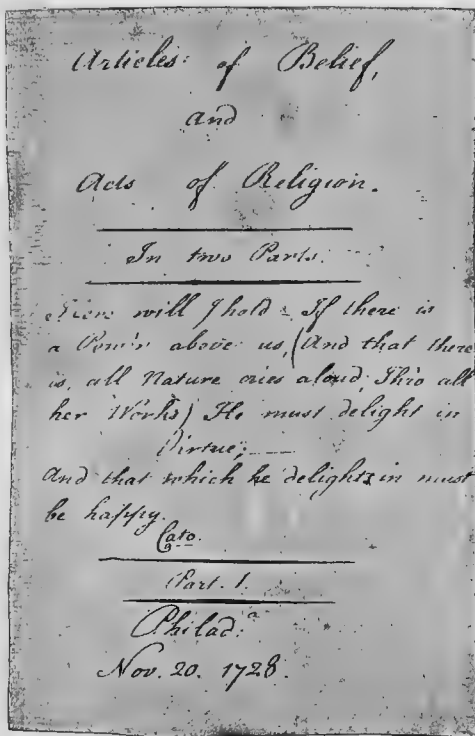 Articles of Belief,
and
Acts of Religion.
In two Parts.
Here will I hold - If there is
a Pow'r above us, (And that there
is, all Nature cries aloud, Thro' all
her Works) He must delight in
Virtue;
And that which he delights in must
be happy.
Cato.
Part. 1.
Philad:ª
Nov. 20. 1728.